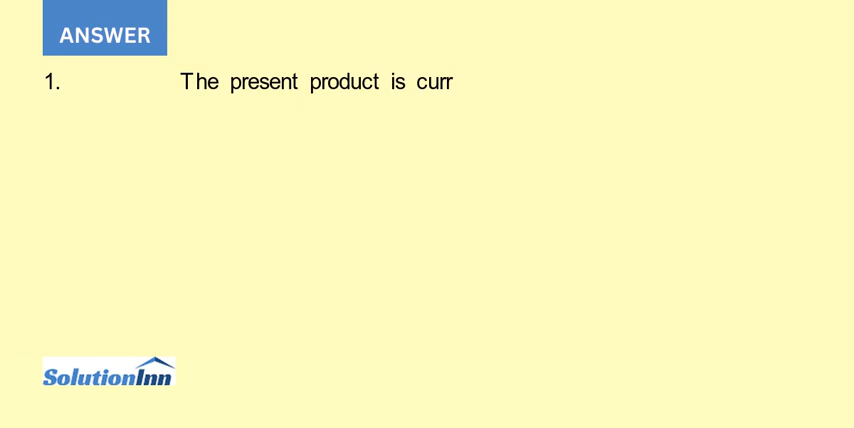 ANSWER
1. The present product is curr
SolutionInn